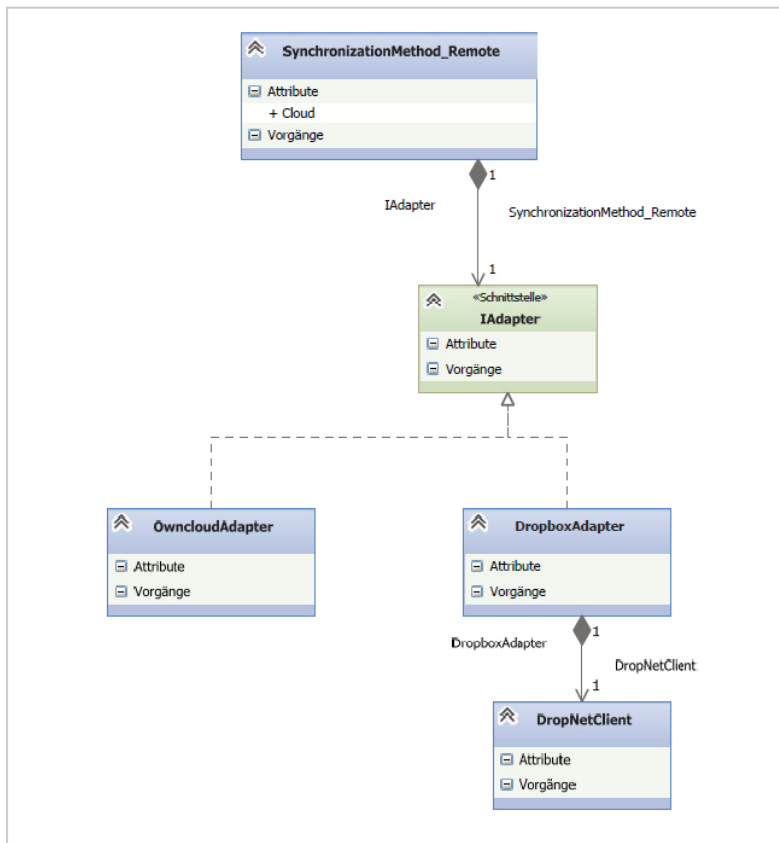 SynchronizationMethod_Remote
Attribute
+ Cloud
Vorgänge
1
IAdapter
SynchronizationMethod_Remote
1
«Schnittstelle»
IAdapter
Attribute
Vorgänge
OwncloudAdapter
Attribute
Vorgänge
DropboxAdapter
Attribute
Vorgänge
1
DropboxAdapter
DropNetClient
1
DropNetClient
Attribute
Vorgänge